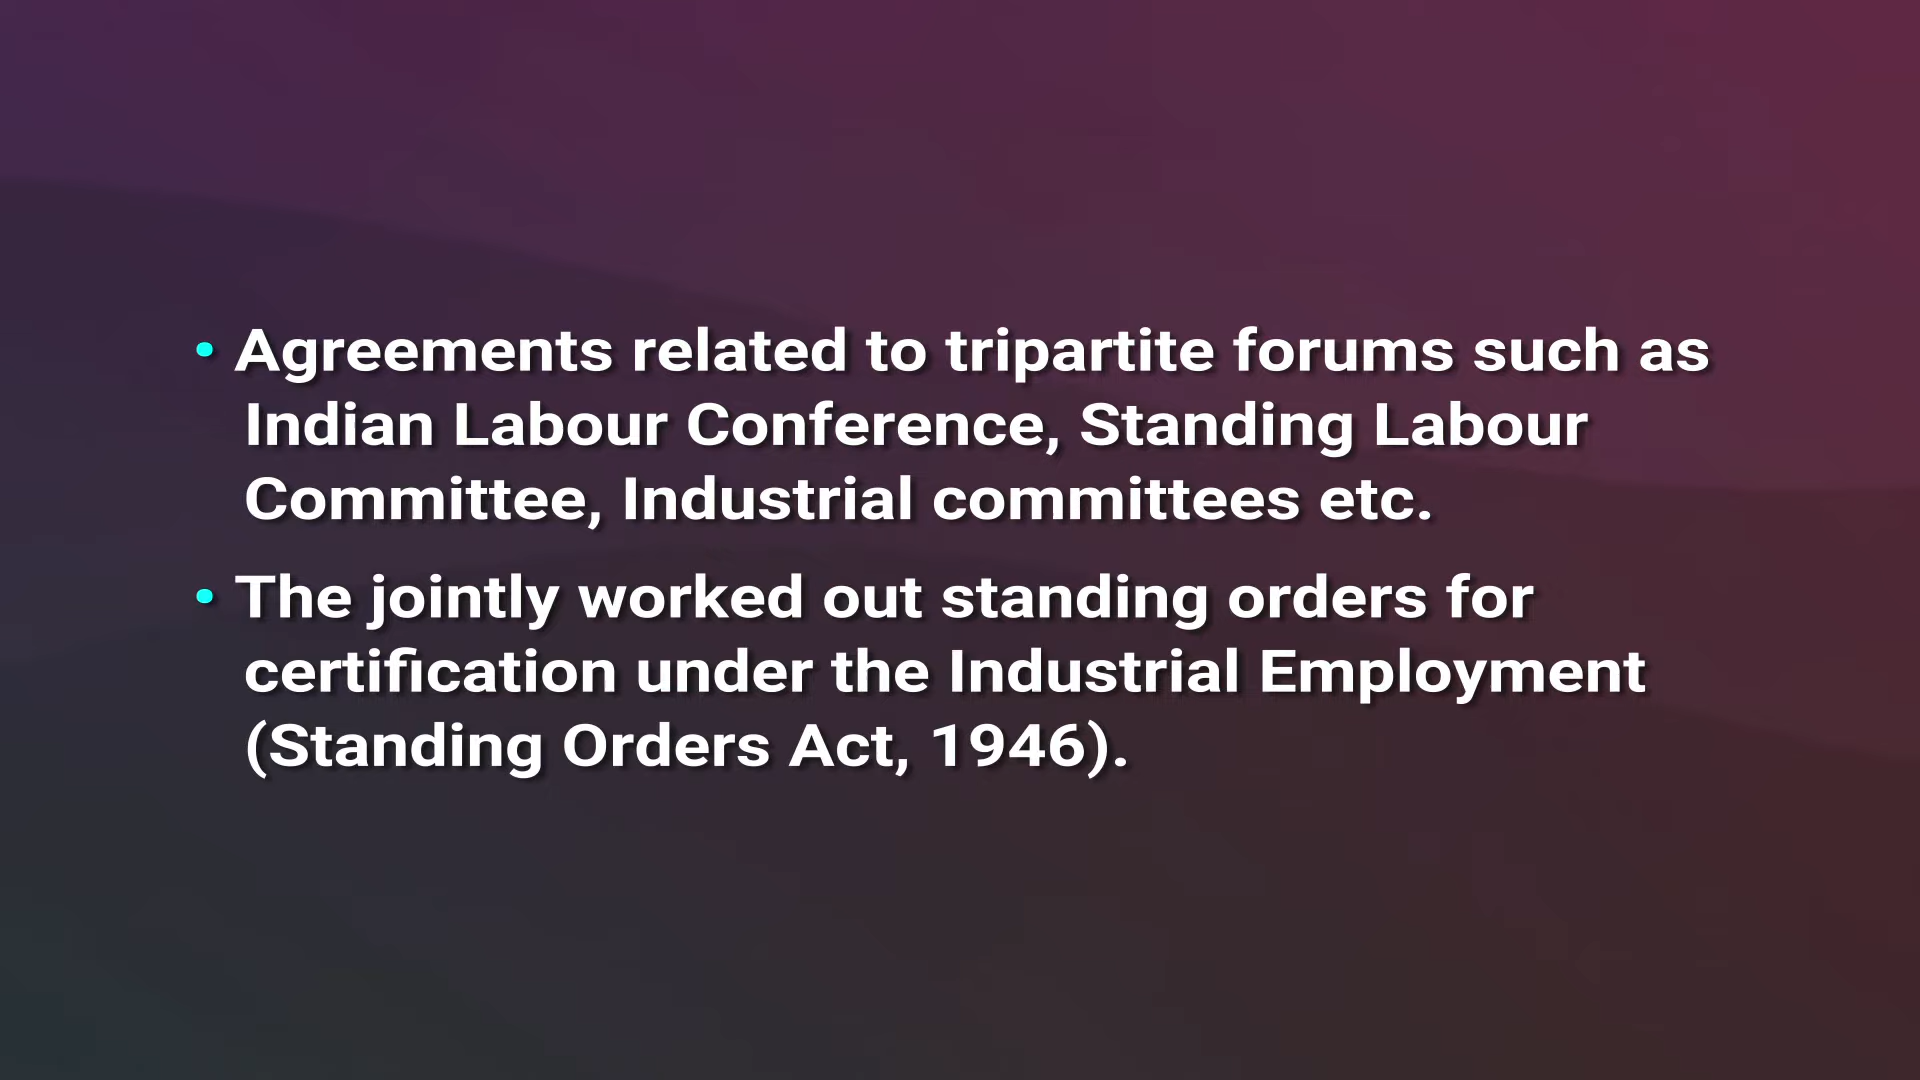 • Agreements related to tripartite forums such as
Indian Labour Conference, Standing Labour
Committee, Industrial committees etc.
• The jointly worked out standing orders for
certification under the Industrial Employment
(Standing Orders Act, 1946).